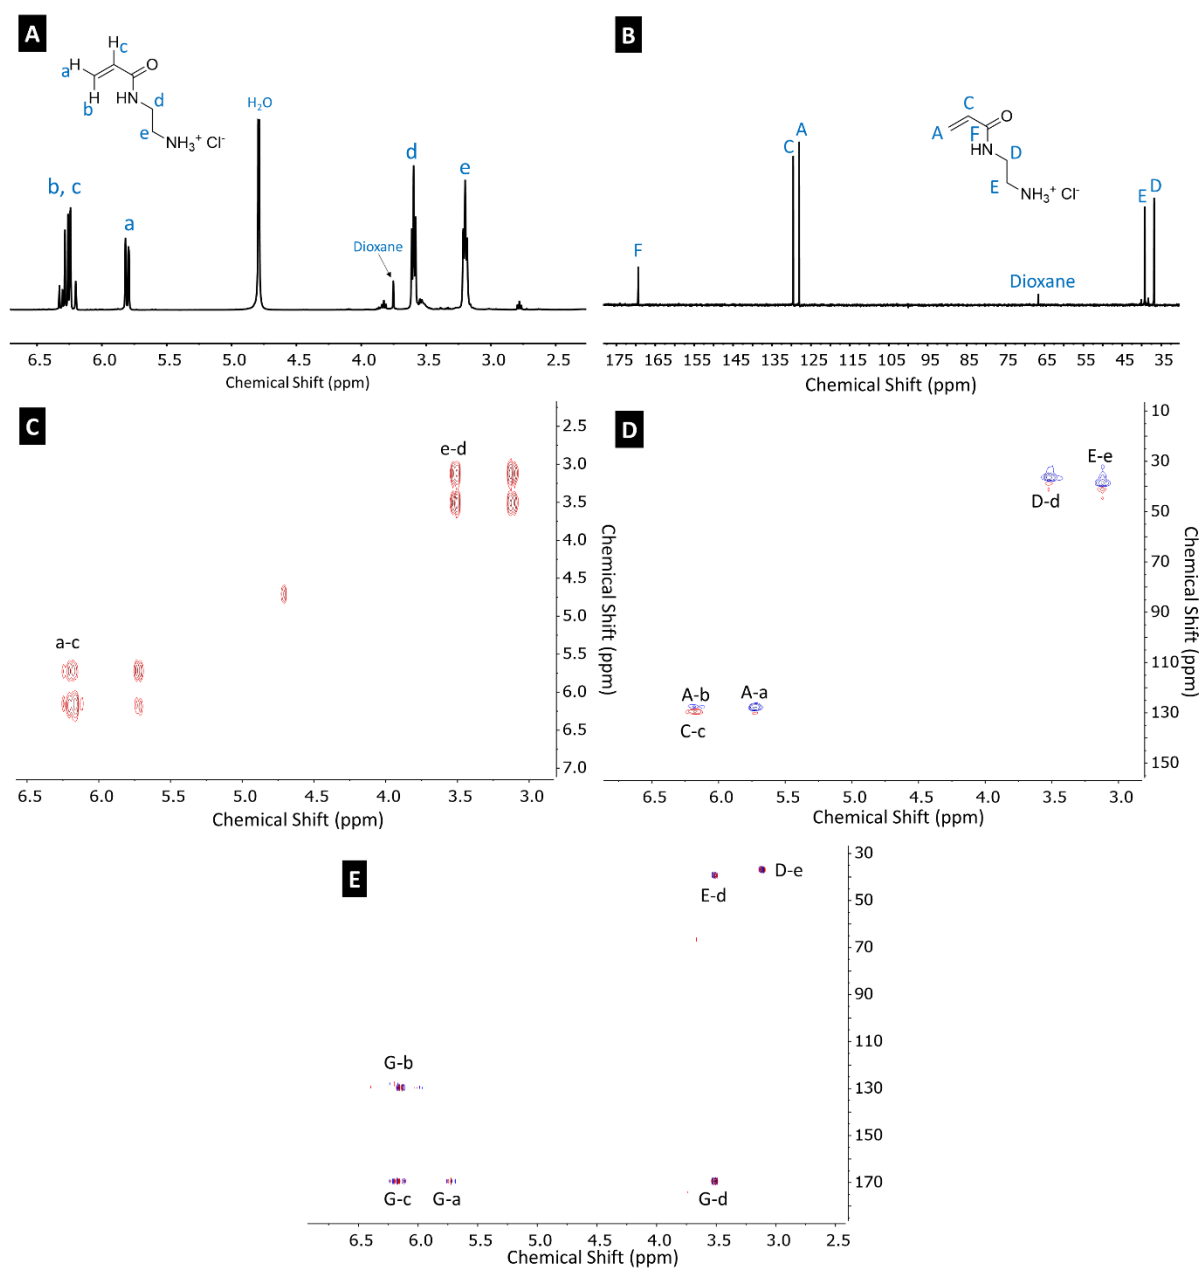 A
H
c
H
a
O
H
b
HN
d
e
NH₃⁺ Cl⁻
H₂O
b, c
a
d
e
Dioxane
6.5 6.0 5.5 5.0 4.5 4.0 3.5 3.0 2.5
Chemical Shift (ppm)
B
C
A
C
A
O
F
HN
D
E
NH₃⁺ Cl⁻
F
E
D
Dioxane
175 165 155 145 135 125 115 105 95 85 75 65 55 45 35
Chemical Shift (ppm)
C
e-d
a-c
2.5
3.0
3.5
4.0
4.5
5.0
5.5
6.0
6.5
7.0
Chemical Shift (ppm)
6.5 6.0 5.5 5.0 4.5 4.0 3.5 3.0
Chemical Shift (ppm)
D
E-e
D-d
A-b
A-a
C-c
10
30
50
70
90
110
130
150
Chemical Shift (ppm)
6.5 6.0 5.5 5.0 4.5 4.0 3.5 3.0
Chemical Shift (ppm)
E
D-e
E-d
G-b
G-c
G-a
G-d
30
50
70
90
110
130
150
170
6.5 6.0 5.5 5.0 4.5 4.0 3.5 3.0 2.5
Chemical Shift (ppm)